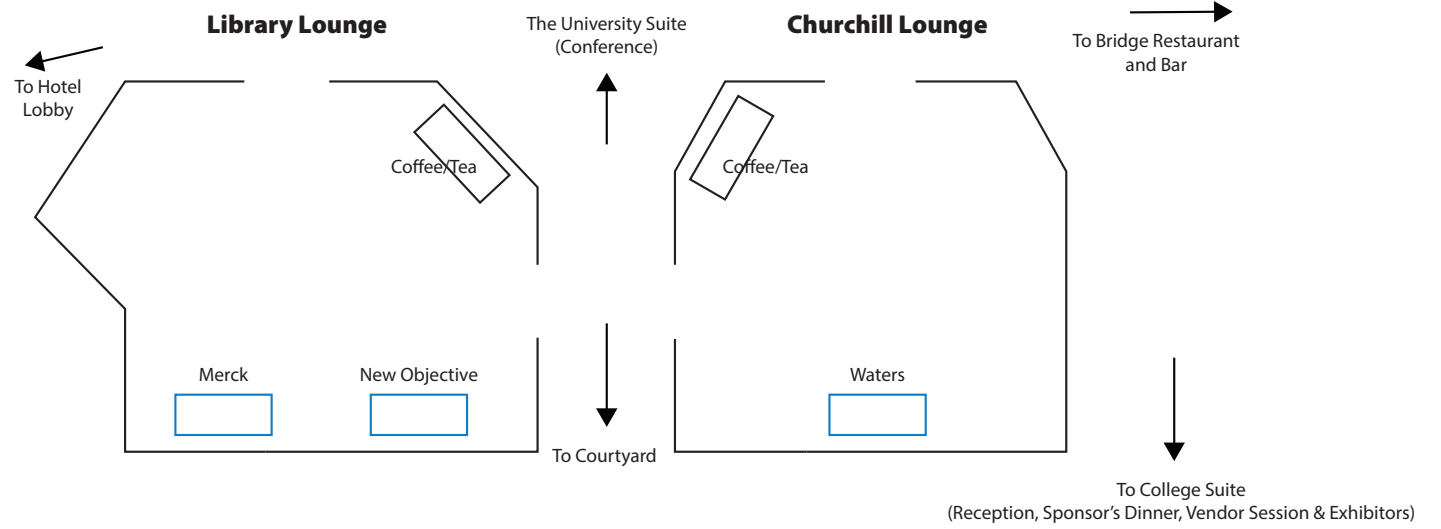 Library Lounge
The University Suite
(Conference)
Churchill Lounge
To Bridge Restaurant
and Bar
To Hotel
Lobby
Coffee/Tea
Coffee/Tea
Merck
New Objective
Waters
To Courtyard
To College Suite
(Reception, Sponsor’s Dinner, Vendor Session & Exhibitors)